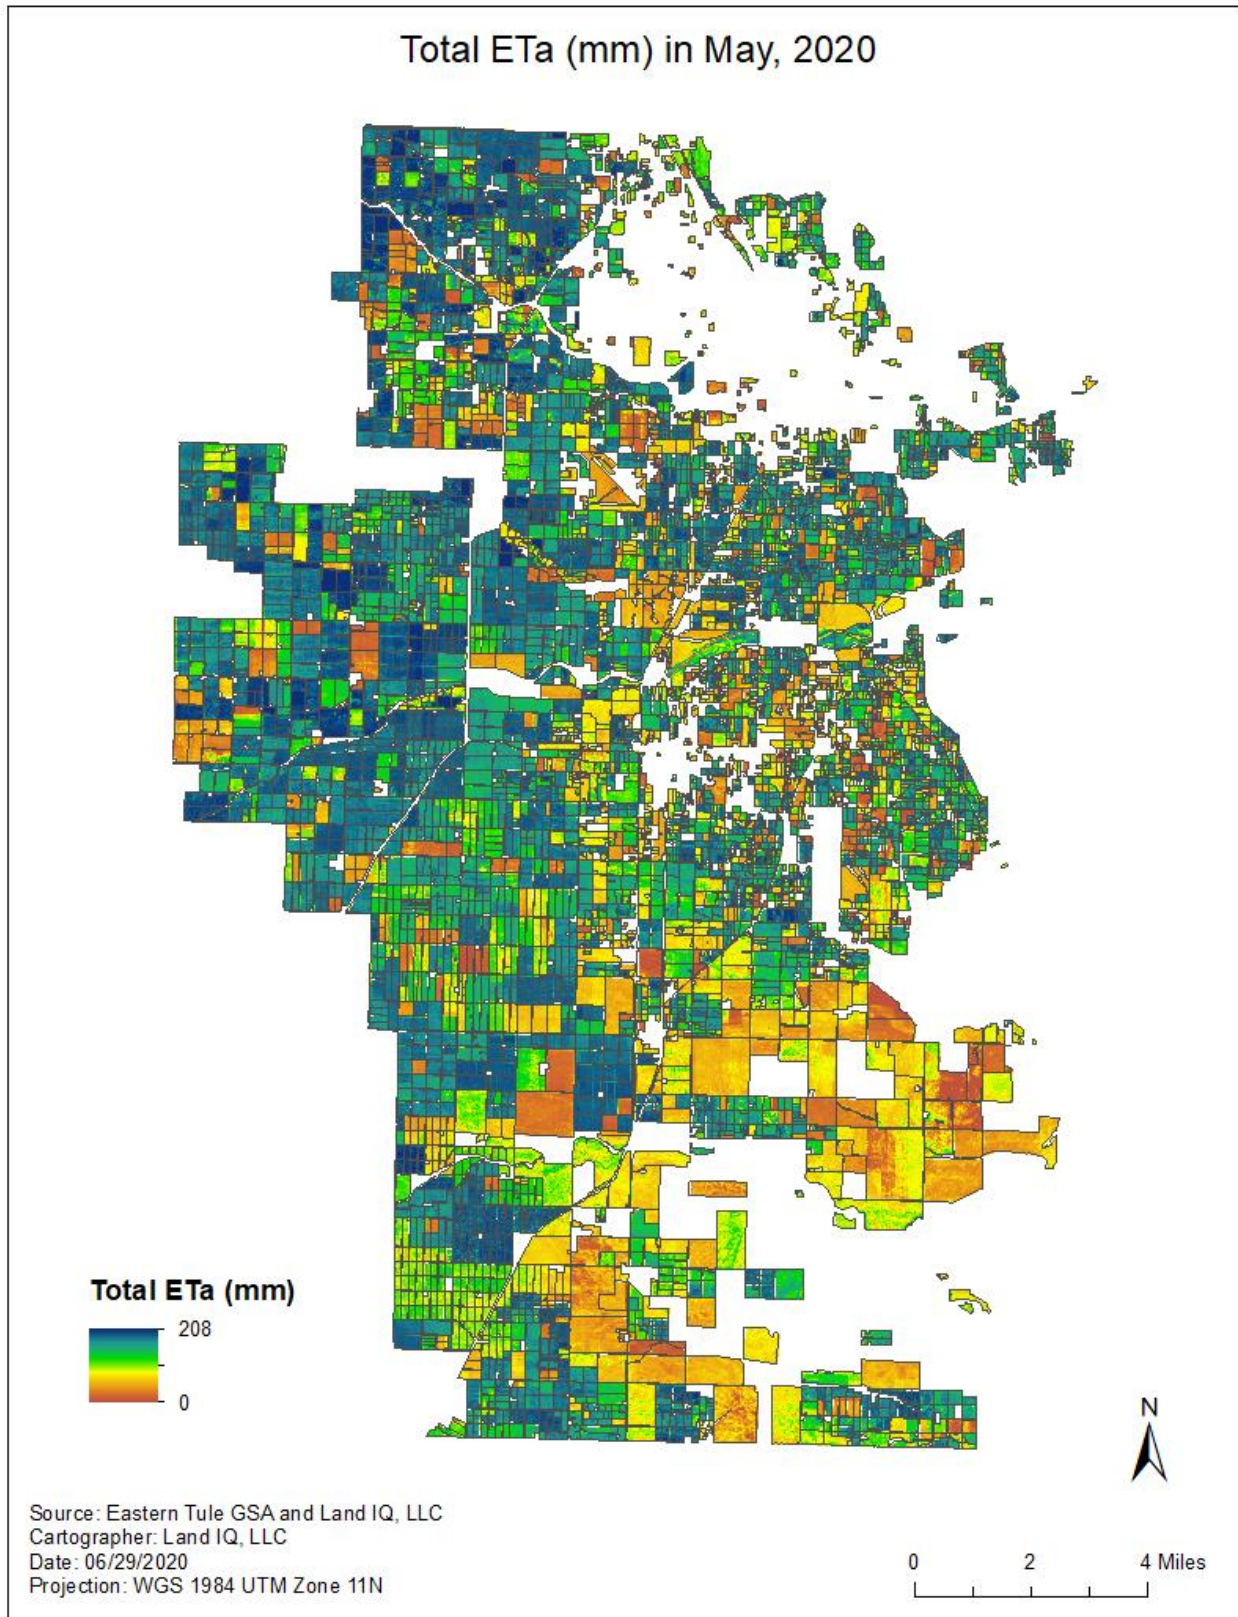 Total ETa (mm) in May, 2020
Total ETa (mm)
208
0
N
Source: Eastern Tule GSA and Land IQ, LLC
Cartographer: Land IQ, LLC
Date: 06/29/2020
Projection: WGS 1984 UTM Zone 11N
0 2 4 Miles